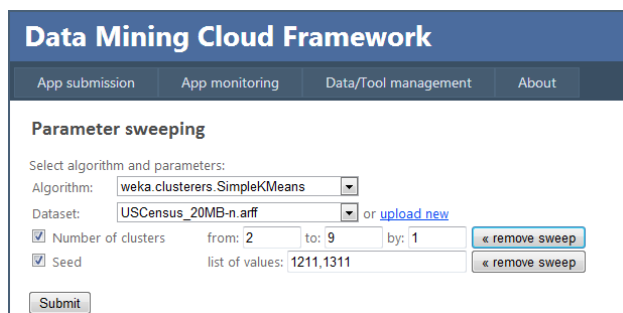 Data Mining Cloud Framework
App submission App monitoring Data/Tool management About
Parameter sweeping
Select algorithm and parameters:
Algorithm: weka.clusterers.SimpleKMeans
Dataset: USCensus_20MB-n.arff or upload new
Number of clusters from: 2 to: 9 by: 1 « remove sweep
Seed list of values: 1211,1311 « remove sweep
Submit